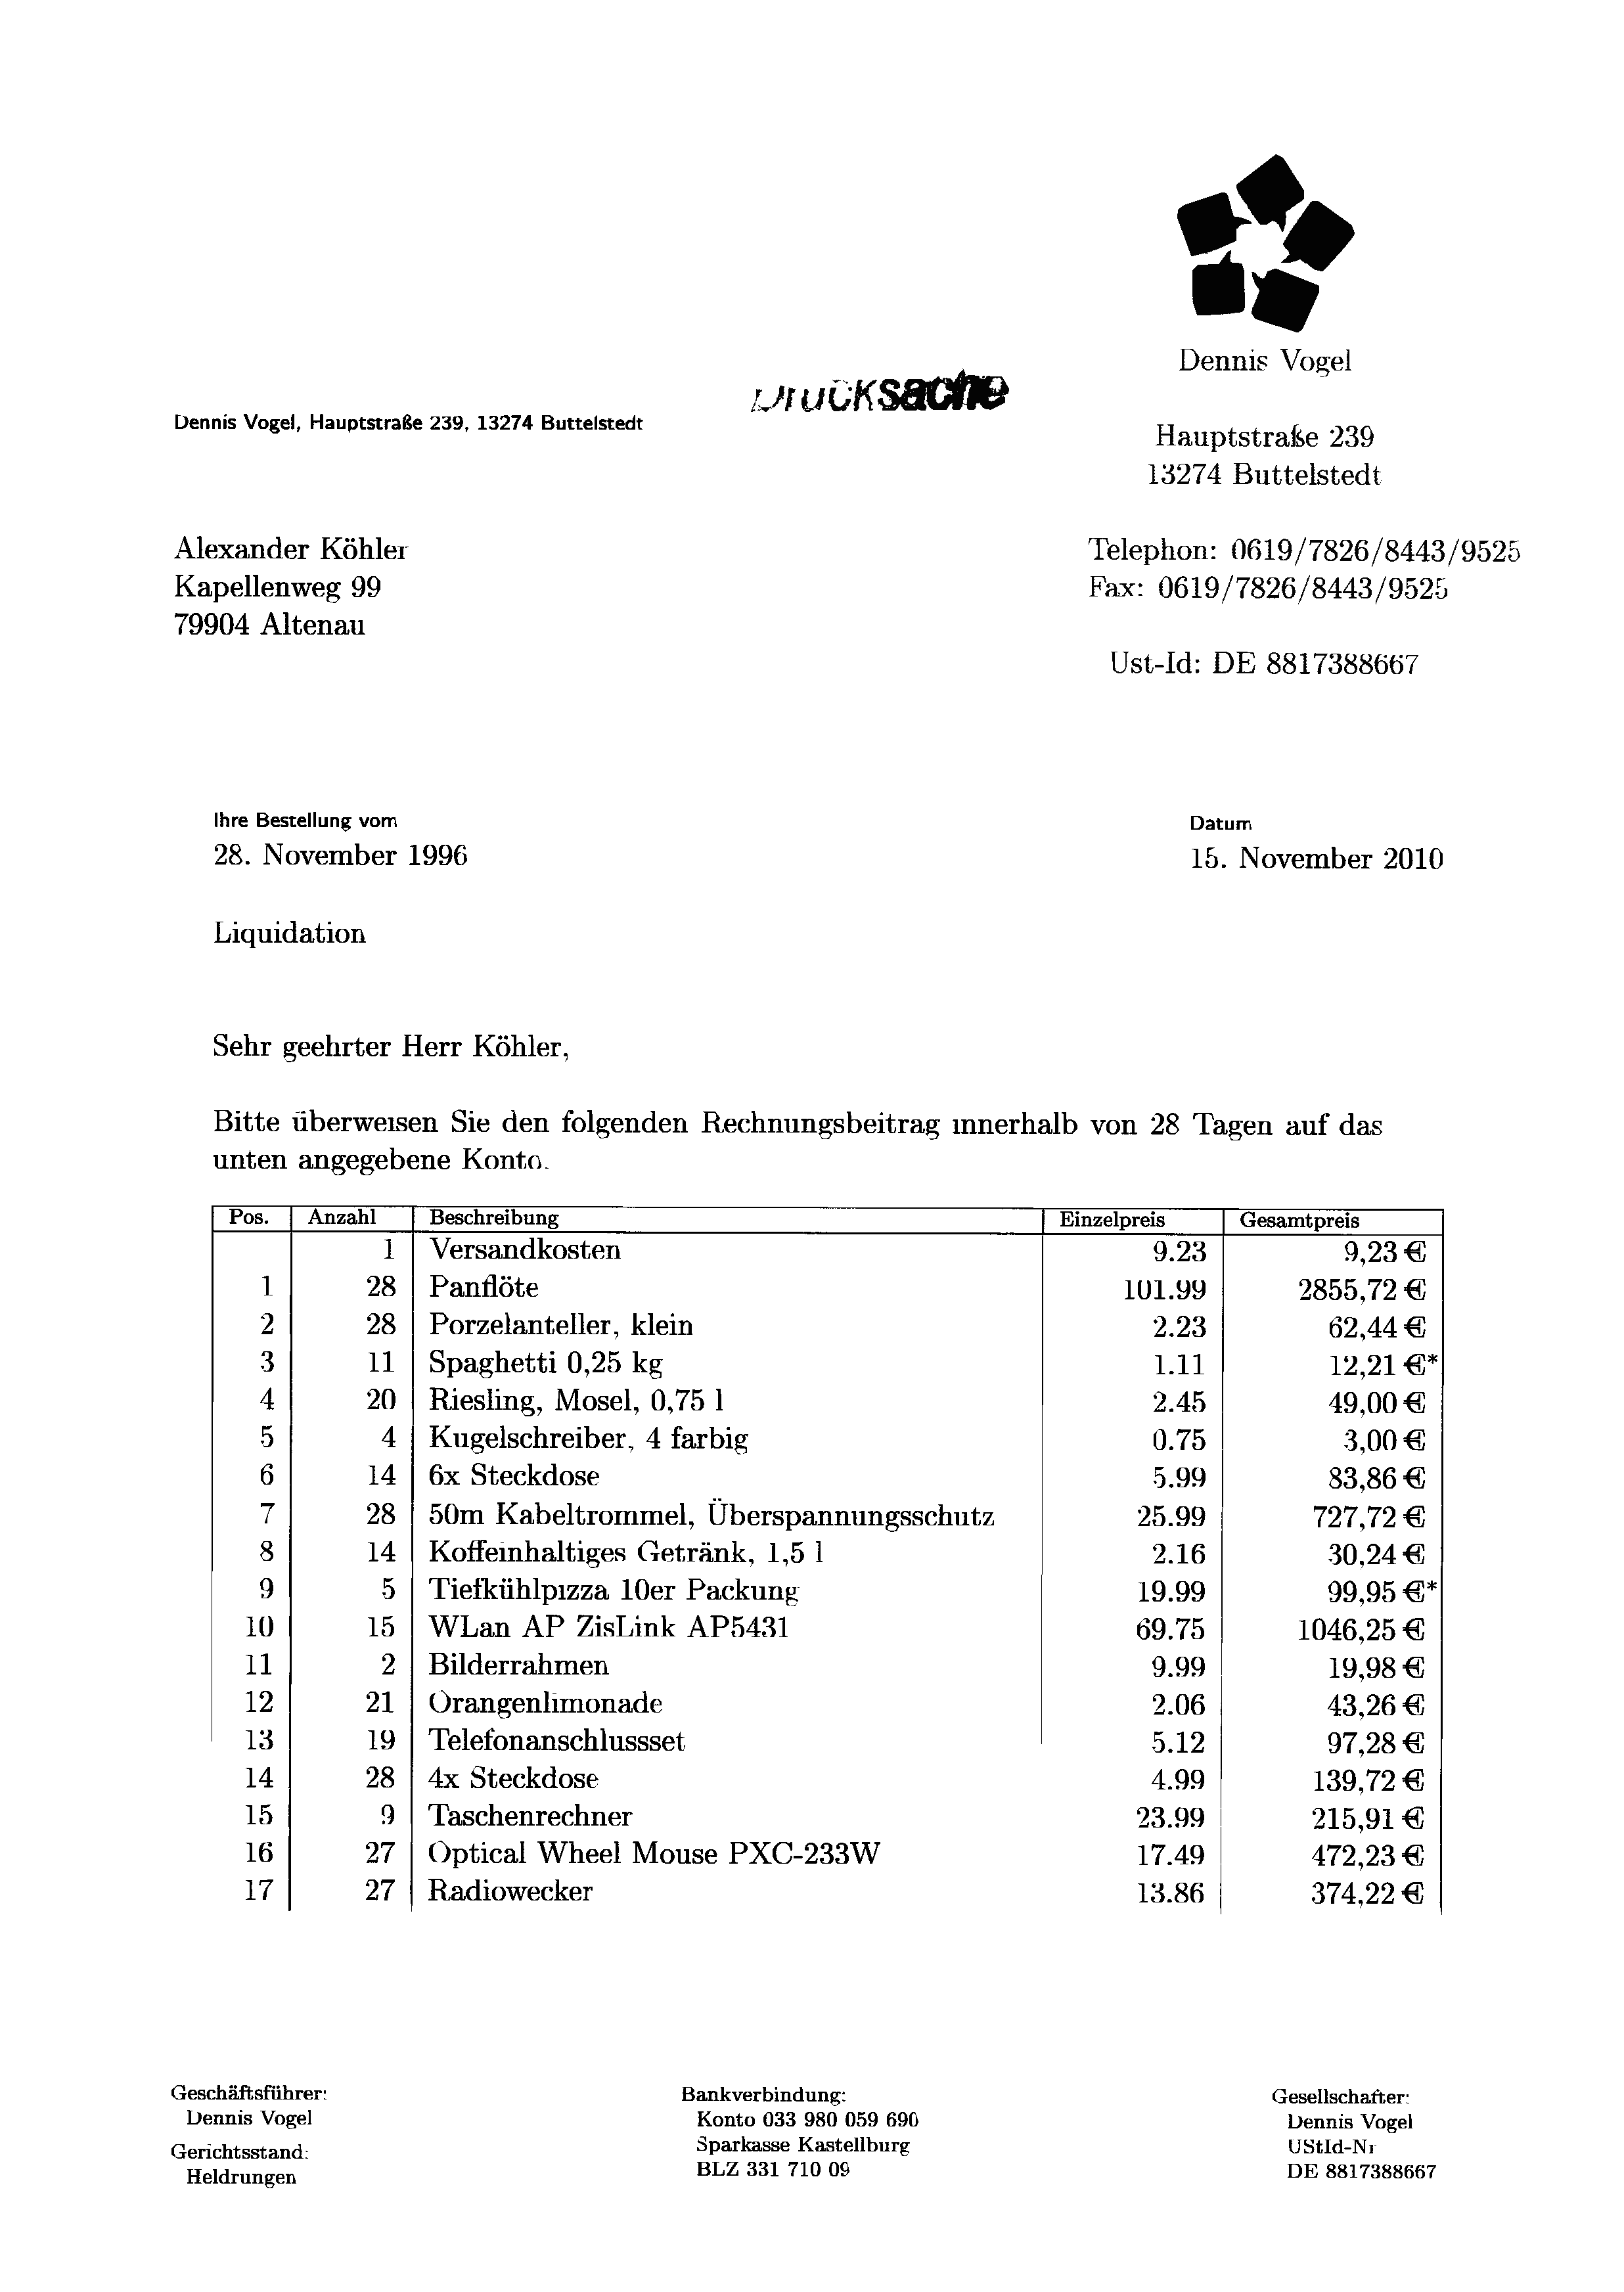 Dennis Vogel
Drucksache
Dennis Vogel, Hauptstraße 239, 13274 Buttelstedt
Hauptstraße 239
13274 Buttelstedt
Alexander Köhler
Kapellenweg 99
79904 Altenau
Telephon: 0619/7826/8443/9525
Fax: 0619/7826/8443/9525
Ust-Id: DE 8817388667
Ihre Bestellung vom
28. November 1996
Datum
15. November 2010
Liquidation
Sehr geehrter Herr Köhler,
Bitte überweisen Sie den folgenden Rechnungsbeitrag innerhalb von 28 Tagen auf das
unten angegebene Konto.
Pos. Anzahl Beschreibung Einzelpreis Gesamtpreis
1 Versandkosten 9.23 9,23 €
1 28 Panflöte 101.99 2855,72 €
2 28 Porzelanteller, klein 2.23 62,44 €
3 11 Spaghetti 0,25 kg 1.11 12,21 €*
4 20 Riesling, Mosel, 0,75 l 2.45 49,00 €
5 4 Kugelschreiber, 4 farbig 0.75 3,00 €
6 14 6x Steckdose 5.99 83,86 €
7 28 50m Kabeltrommel, Überspannungsschutz 25.99 727,72 €
8 14 Koffeinhaltiges Getränk, 1,5 l 2.16 30,24 €
9 5 Tiefkühlpizza 10er Packung 19.99 99,95 €*
10 15 WLan AP ZisLink AP5431 69.75 1046,25 €
11 2 Bilderrahmen 9.99 19,98 €
12 21 Orangenlimonade 2.06 43,26 €
13 19 Telefonanschlussset 5.12 97,28 €
14 28 4x Steckdose 4.99 139,72 €
15 9 Taschenrechner 23.99 215,91 €
16 27 Optical Wheel Mouse PXC-233W 17.49 472,23 €
17 27 Radiowecker 13.86 374,22 €
Geschäftsführer:
Dennis Vogel
Gerichtsstand:
Heldrungen
Bankverbindung:
Konto 033 980 059 690
Sparkasse Kastellburg
BLZ 331 710 09
Gesellschafter:
Dennis Vogel
UStId-Nr
DE 8817388667